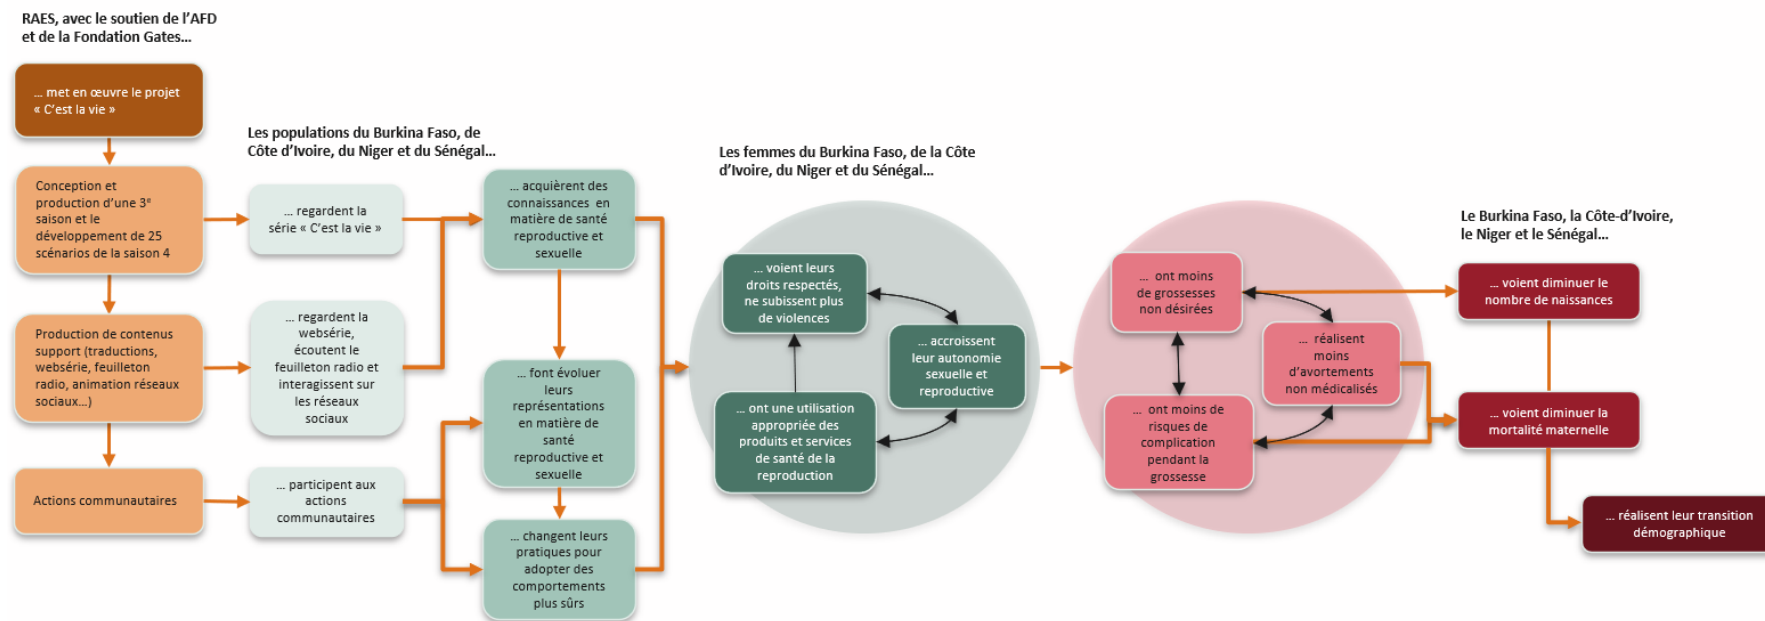 RAES, avec le soutien de l’AFD
et de la Fondation Gates...
... met en œuvre le projet
« C’est la vie »
Conception et
production d’une 3e
saison et le
développement de 25
scénarios de la saison 4
Production de contenus
support (traductions,
websérie, feuilleton
radio, animation réseaux
sociaux...)
Actions communautaires
Les populations du Burkina Faso, de
Côte d’Ivoire, du Niger et du Sénégal...
... regardent la
série « C’est la vie »
... regardent la
websérie,
écoutent le
feuilleton radio et
interagissent sur
les réseaux
sociaux
... participent aux
actions
communautaires
... acquièrent des
connaissances en
matière de santé
reproductive et
sexuelle
... font évoluer
leurs
représentations
en matière de
santé
reproductive et
sexuelle
... changent leurs
pratiques pour
adopter des
comportements
plus sûrs
Les femmes du Burkina Faso, de la Côte
d’Ivoire, du Niger et du Sénégal...
... voient leurs
droits respectés,
ne subissent plus
de violences
... accroissent
leur autonomie
sexuelle et
reproductive
... ont une utilisation
appropriée des
produits et services
de santé de la
reproduction
... ont moins
de grossesses
non désirées
... réalisent
moins
d’avortements
non médicalisés
... ont moins de
risques de
complication
pendant la
grossesse
Le Burkina Faso, la Côte-d’Ivoire,
le Niger et le Sénégal...
... voient diminuer le
nombre de naissances
... voient diminuer la
mortalité maternelle
... réalisent leur transition
démographique